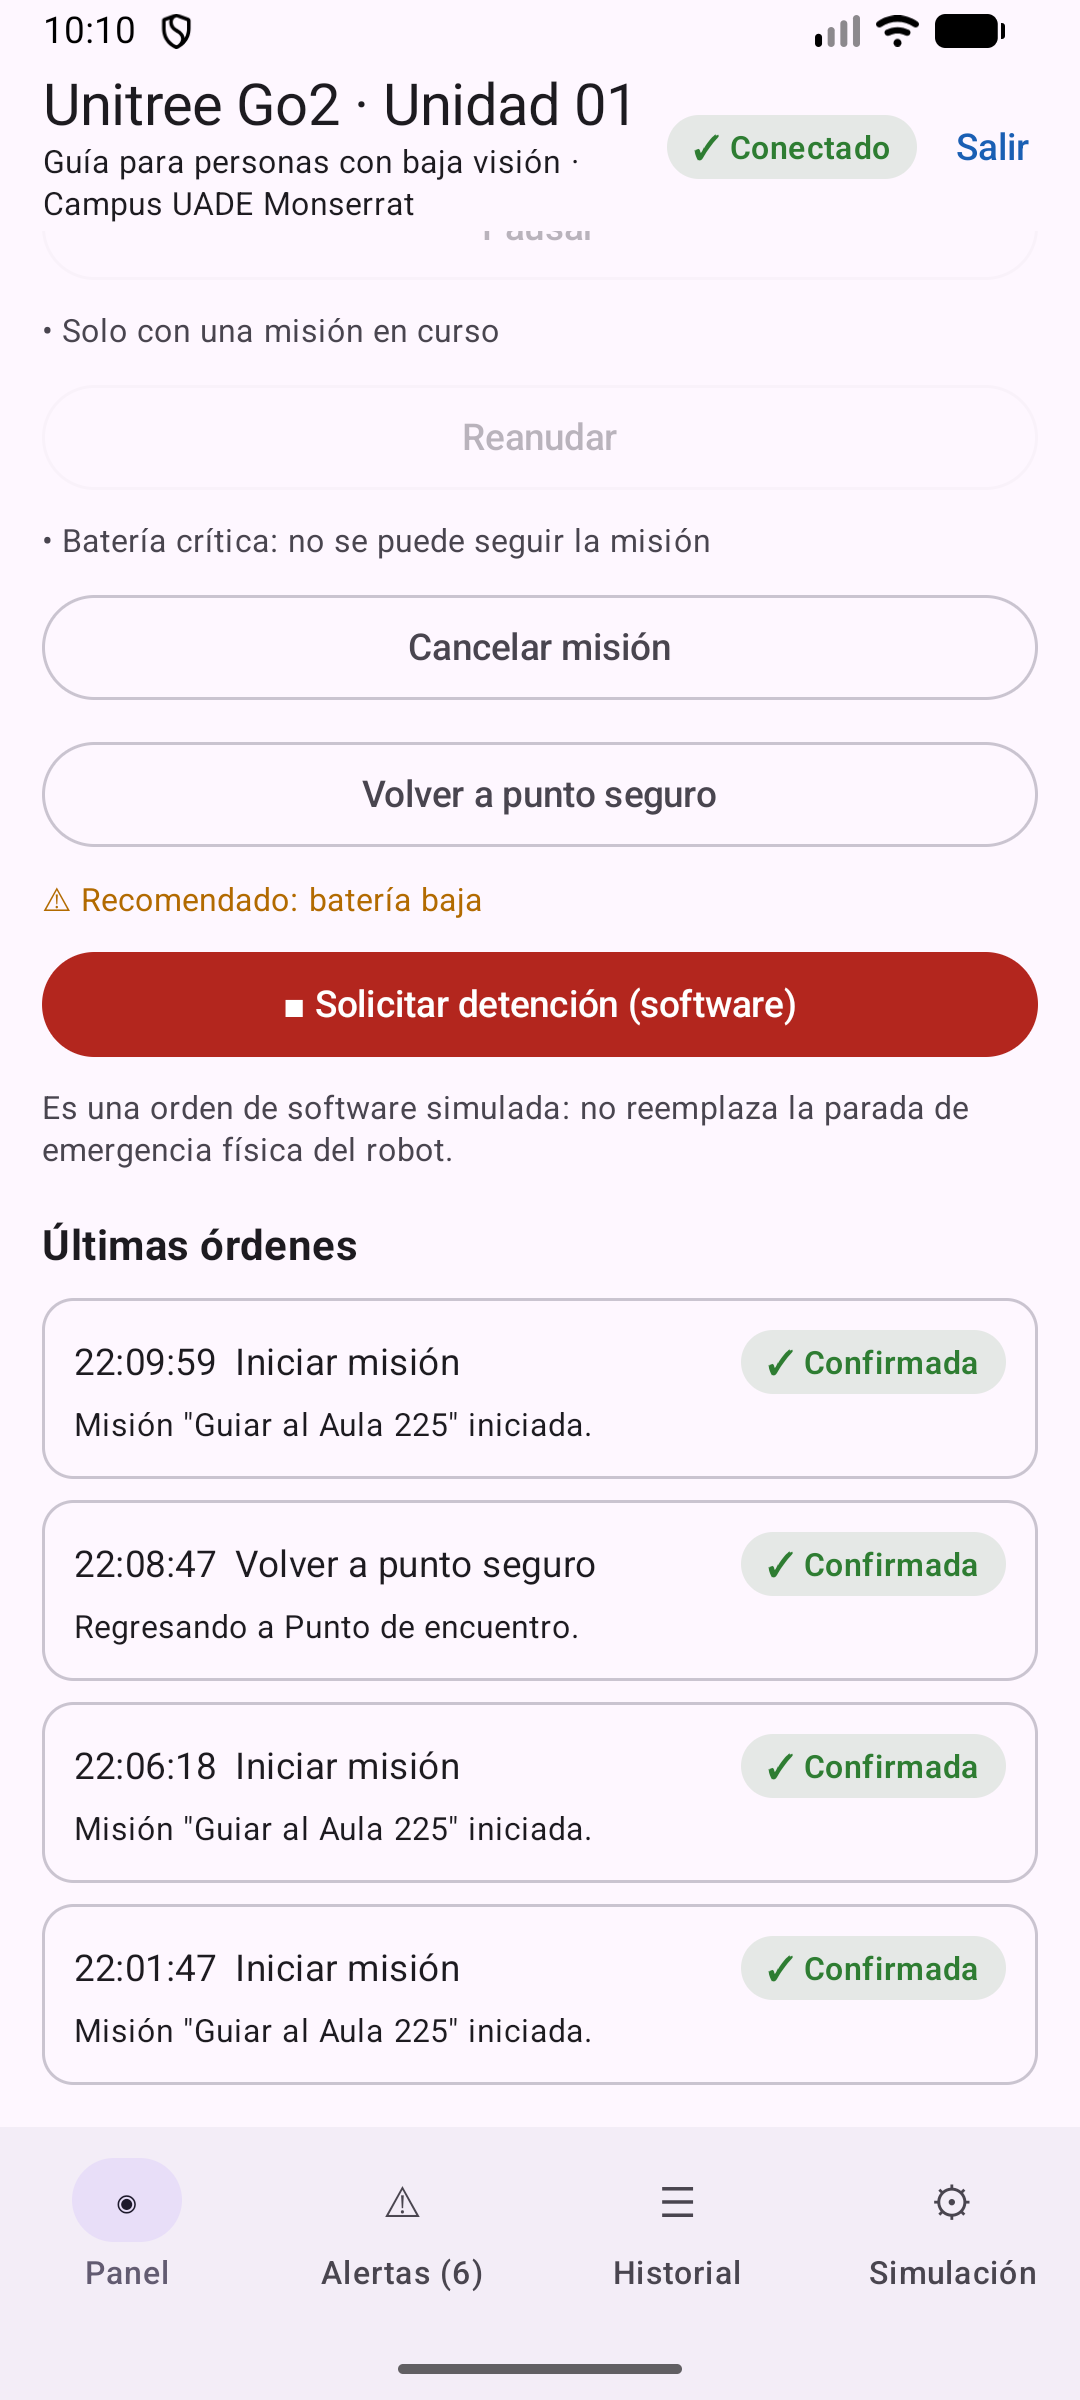 10:10
Unitree Go2 · Unidad 01
Guía para personas con baja visión ·
Campus UADE Monserrat
✓ Conectado
Salir
• Solo con una misión en curso
Reanudar
• Batería crítica: no se puede seguir la misión
Cancelar misión
Volver a punto seguro
⚠ Recomendado: batería baja
■ Solicitar detención (software)
Es una orden de software simulada: no reemplaza la parada de
emergencia física del robot.
Últimas órdenes
22:09:59 Iniciar misión ✓ Confirmada
Misión "Guiar al Aula 225" iniciada.
22:08:47 Volver a punto seguro ✓ Confirmada
Regresando a Punto de encuentro.
22:06:18 Iniciar misión ✓ Confirmada
Misión "Guiar al Aula 225" iniciada.
22:01:47 Iniciar misión ✓ Confirmada
Misión "Guiar al Aula 225" iniciada.
Panel
Alertas (6)
Historial
Simulación